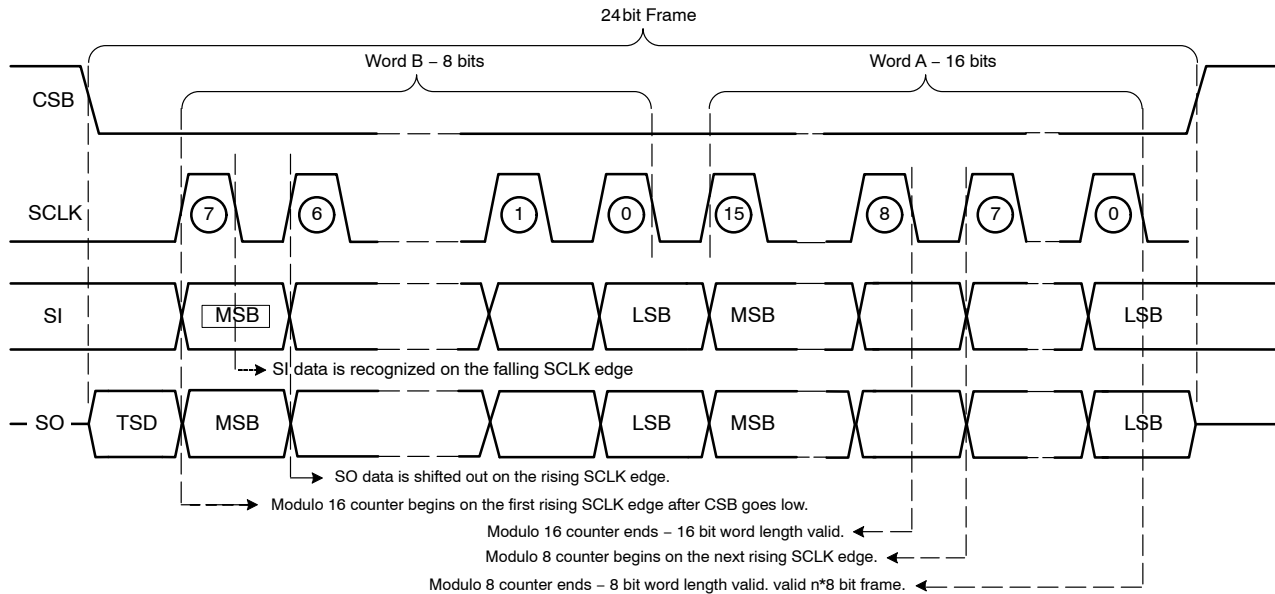 24bit Frame
Word B – 8 bits
Word A – 16 bits
CSB
SCLK
7
6
1
0
15
8
7
0
SI
MSB
LSB
MSB
LSB
SI data is recognized on the falling SCLK edge
SO
TSD
MSB
LSB
MSB
LSB
SO data is shifted out on the rising SCLK edge.
Modulo 16 counter begins on the first rising SCLK edge after CSB goes low.
Modulo 16 counter ends – 16 bit word length valid.
Modulo 8 counter begins on the next rising SCLK edge.
Modulo 8 counter ends – 8 bit word length valid. valid n*8 bit frame.